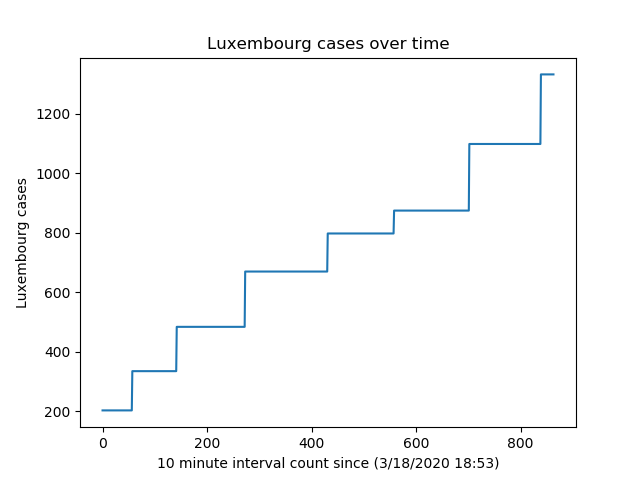 Luxembourg cases over time
Luxembourg cases
1200
1000
800
600
400
200
0 200 400 600 800
10 minute interval count since (3/18/2020 18:53)